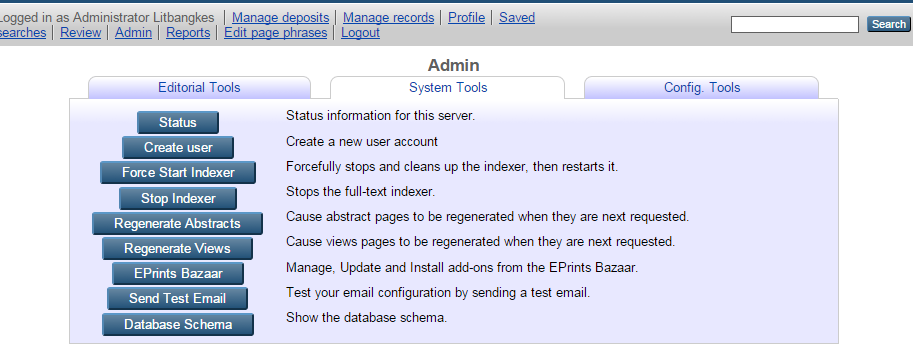 Logged in as Administrator Litbangkes | Manage deposits | Manage records | Profile | Saved
searches | Review | Admin | Reports | Edit page phrases | Logout
Search
Admin
Editorial Tools System Tools Config. Tools
Status Status information for this server.
Create user Create a new user account
Force Start Indexer Forcefully stops and cleans up the indexer, then restarts it.
Stop Indexer Stops the full-text indexer.
Regenerate Abstracts Cause abstract pages to be regenerated when they are next requested.
Regenerate Views Cause views pages to be regenerated when they are next requested.
EPrints Bazaar Manage, Update and Install add-ons from the EPrints Bazaar.
Send Test Email Test your email configuration by sending a test email.
Database Schema Show the database schema.